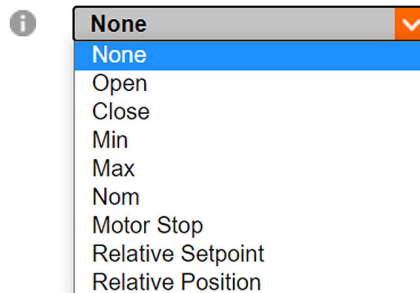 None
None
Open
Close
Min
Max
Nom
Motor Stop
Relative Setpoint
Relative Position